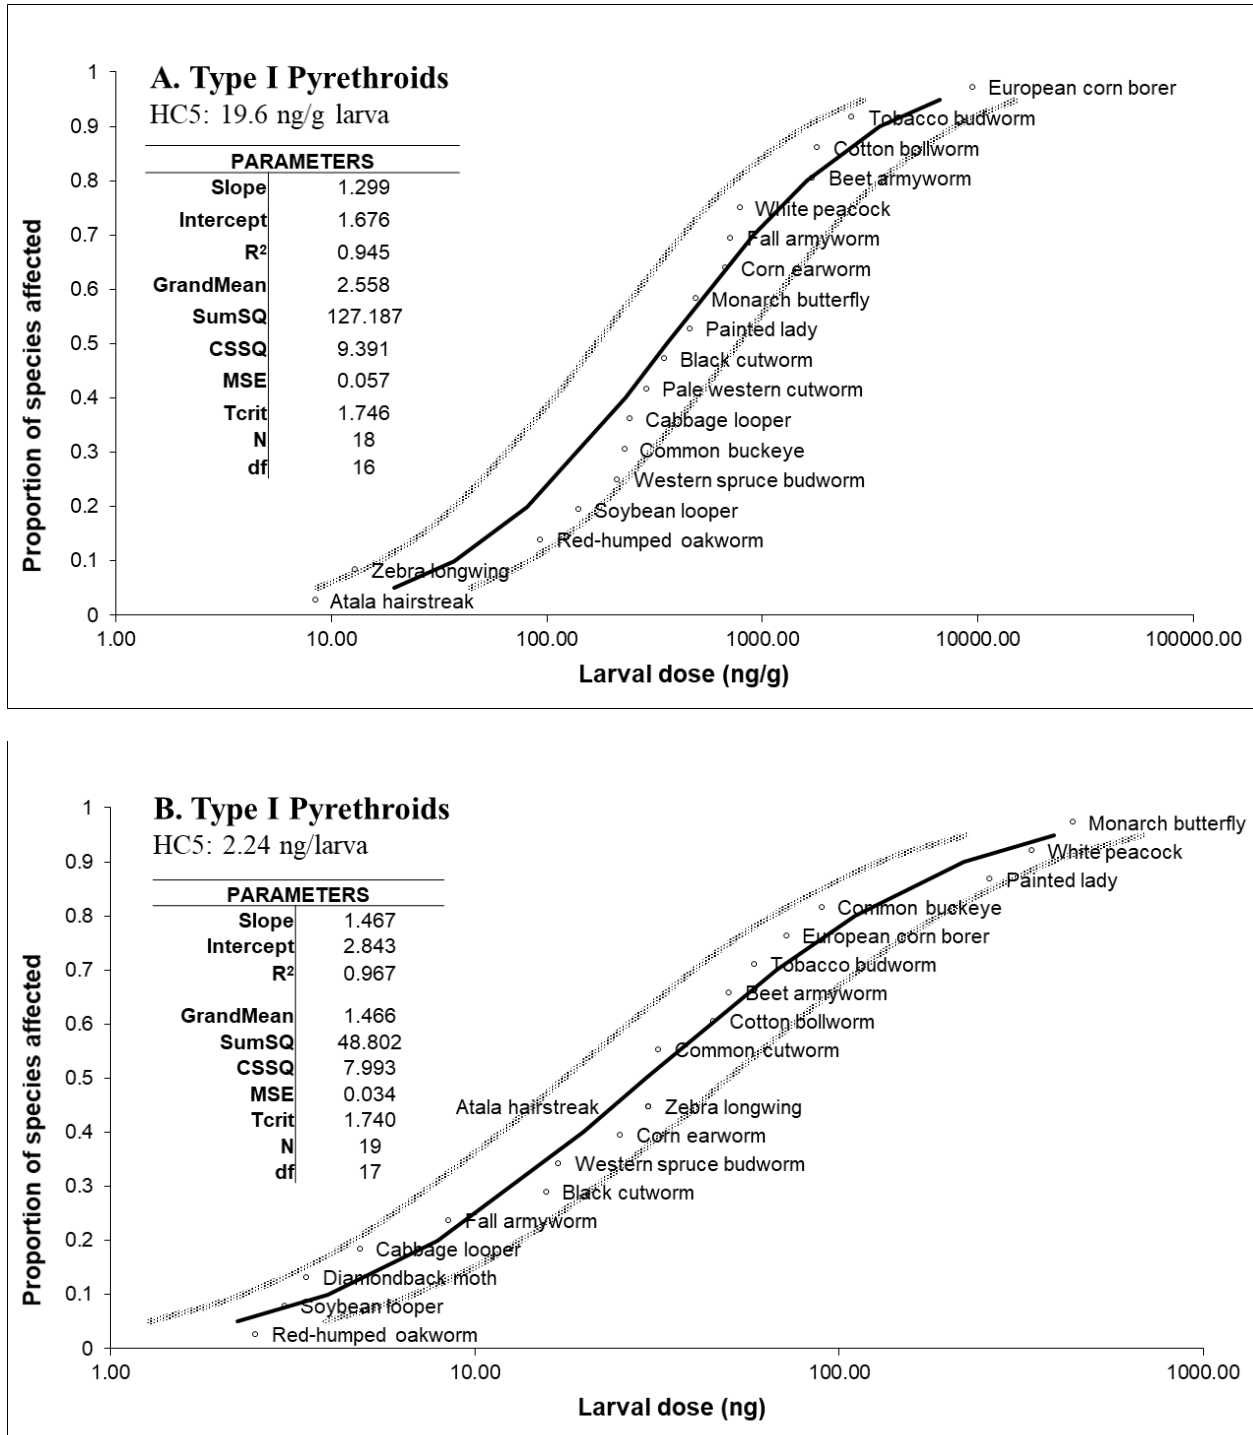 A. Type I Pyrethroids
HC5: 19.6 ng/g larva
PARAMETERS
Slope 1.299
Intercept 1.676
R² 0.945
GrandMean 2.558
SumSQ 127.187
CSSQ 9.391
MSE 0.057
Tcrit 1.746
N 18
df 16
Proportion of species affected
1
0.9
0.8
0.7
0.6
0.5
0.4
0.3
0.2
0.1
0
European corn borer
Tobacco budworm
Cotton bollworm
Beet armyworm
White peacock
Fall armyworm
Corn earworm
Monarch butterfly
Painted lady
Black cutworm
Pale western cutworm
Cabbage looper
Common buckeye
Western spruce budworm
Soybean looper
Red-humped oakworm
Zebra longwing
Atala hairstreak
1.00 10.00 100.00 1000.00 10000.00 100000.00
Larval dose (ng/g)
B. Type I Pyrethroids
HC5: 2.24 ng/larva
PARAMETERS
Slope 1.467
Intercept 2.843
R² 0.967
GrandMean 1.466
SumSQ 48.802
CSSQ 7.993
MSE 0.034
Tcrit 1.740
N 19
df 17
Proportion of species affected
1
0.9
0.8
0.7
0.6
0.5
0.4
0.3
0.2
0.1
0
Monarch butterfly
White peacock
Painted lady
Common buckeye
European corn borer
Tobacco budworm
Beet armyworm
Cotton bollworm
Common cutworm
Atala hairstreak Zebra longwing
Corn earworm
Western spruce budworm
Black cutworm
Fall armyworm
Cabbage looper
Diamondback moth
Soybean looper
Red-humped oakworm
1.00 10.00 100.00 1000.00
Larval dose (ng)